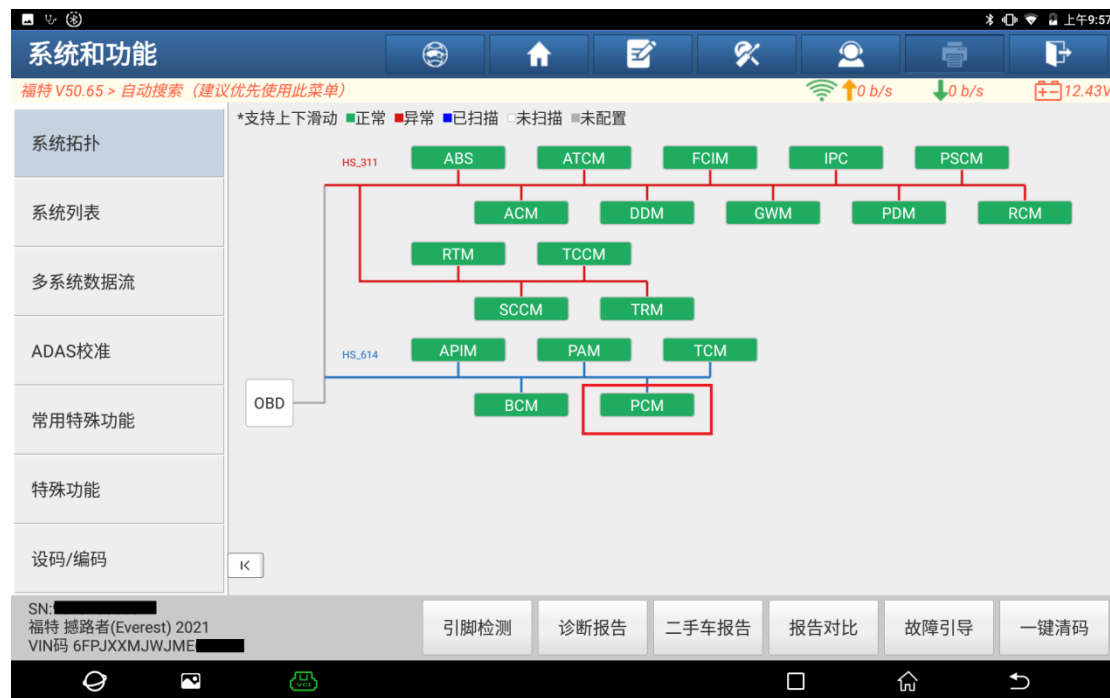 上午9:57
系统和功能
福特 V50.65 > 自动搜索（建议优先使用此菜单）
0 b/s
0 b/s
12.43V
系统拓扑
系统列表
多系统数据流
ADAS校准
常用特殊功能
特殊功能
设码/编码
*支持上下滑动 正常 异常 已扫描 未扫描 未配置
HS_311
ABS ATCM FCIM IPC PSCM
ACM DDM GWM PDM RCM
RTM TCCM
SCCM TRM
HS_614
APIM PAM TCM
OBD
BCM PCM
SN:
福特 撼路者(Everest) 2021
VIN码 6FPJXXMJWJME
引脚检测 诊断报告 二手车报告 报告对比 故障引导 一键清码
VCI